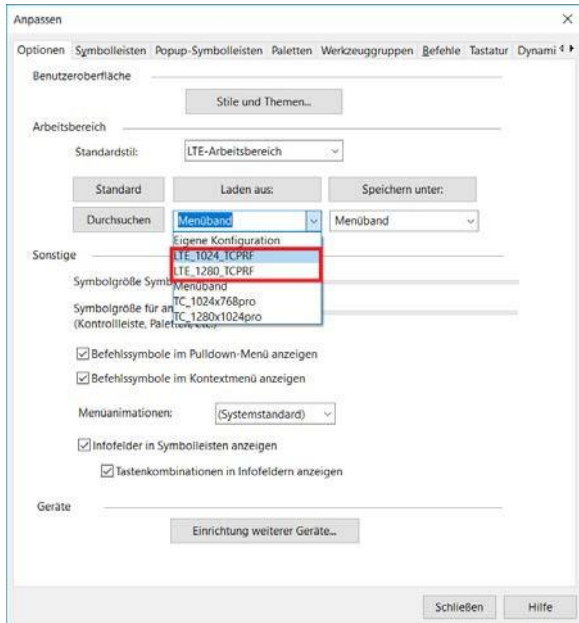 Anpassen
Optionen Symbolleisten Popup-Symbolleisten Paletten Werkzeuggruppen Befehle Tastatur Dynami
Benutzeroberfläche
Stile und Themen...
Arbeitsbereich
Standardstil: LTE-Arbeitsbereich
Standard Laden aus: Speichern unter:
Durchsuchen Menüband Menüband
Eigene Konfiguration
Sonstige LTE_1024_TCPRF
LTE_1280_TCPRF
Symbolgröße Symb Menüband
Symbolgröße für an TC_1024x768pro
(Kontrollleiste, Paletten, etc.) TC_1280x1024pro
Befehlssymbole im Pulldown-Menü anzeigen
Befehlssymbole im Kontextmenü anzeigen
Menüanimationen: (Systemstandard)
Infofelder in Symbolleisten anzeigen
Tastenkombinationen in Infofeldern anzeigen
Geräte
Einrichtung weiterer Geräte...
Schließen Hilfe